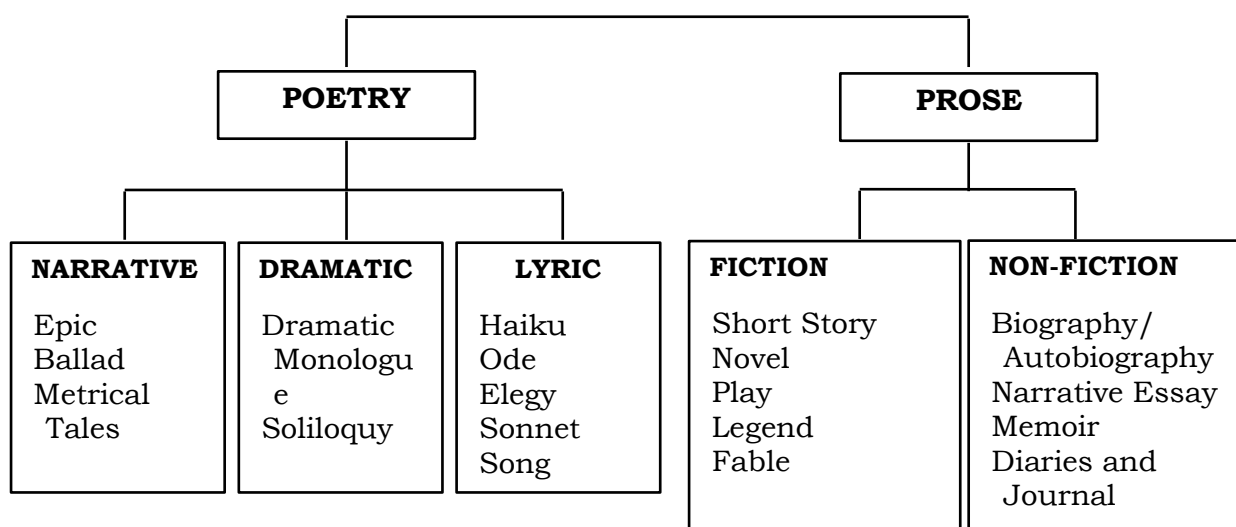 POETRY
PROSE
NARRATIVE
Epic
Ballad
Metrical
Tales
DRAMATIC
Dramatic
Monologu
e
Soliloquy
LYRIC
Haiku
Ode
Elegy
Sonnet
Song
FICTION
Short Story
Novel
Play
Legend
Fable
NON-FICTION
Biography/
Autobiography
Narrative Essay
Memoir
Diaries and
Journal